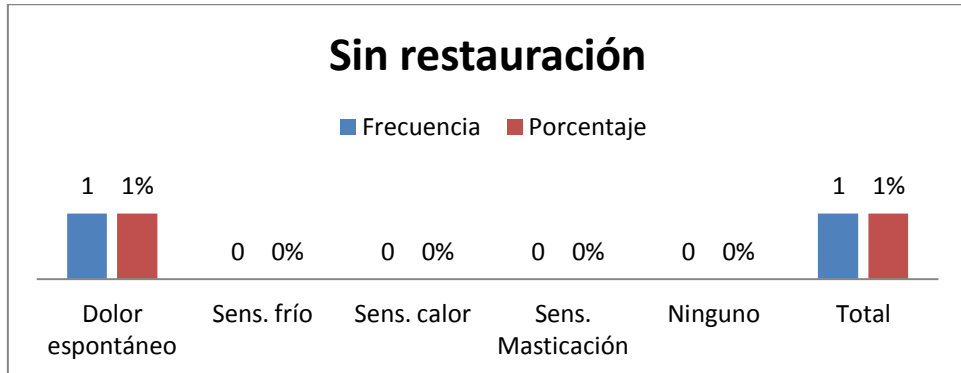 Sin restauración
Frecuencia Porcentaje
1 1% 0 0% 0 0% 0 0% 0 0% 1 1%
Dolor espontáneo
Sens. frío
Sens. calor
Sens. Masticación
Ninguno
Total